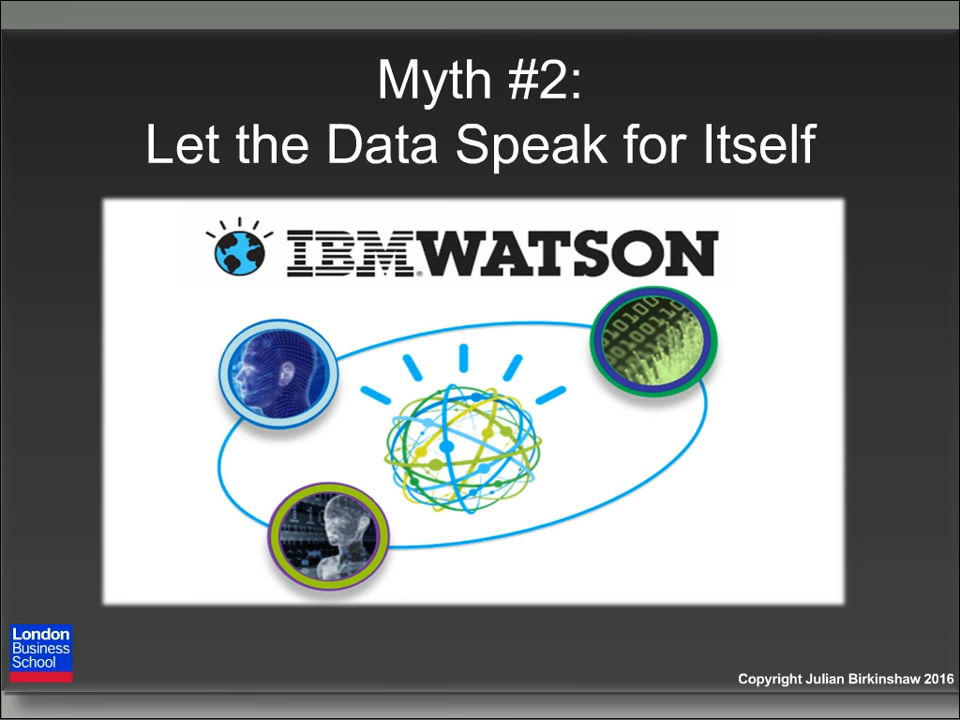 Myth #2:
Let the Data Speak for Itself
IBM® WATSON
London
Business
School
Copyright Julian Birkinshaw 2016